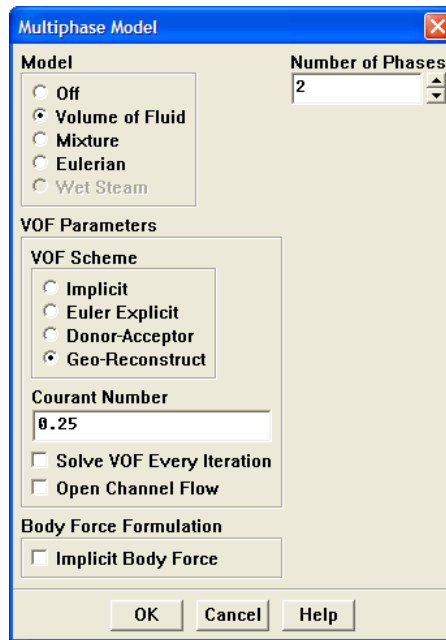 Multiphase Model
Model
Off
Volume of Fluid
Mixture
Eulerian
Wet Steam
Number of Phases
2
VOF Parameters
VOF Scheme
Implicit
Euler Explicit
Donor-Acceptor
Geo-Reconstruct
Courant Number
0.25
Solve VOF Every Iteration
Open Channel Flow
Body Force Formulation
Implicit Body Force
OK Cancel Help